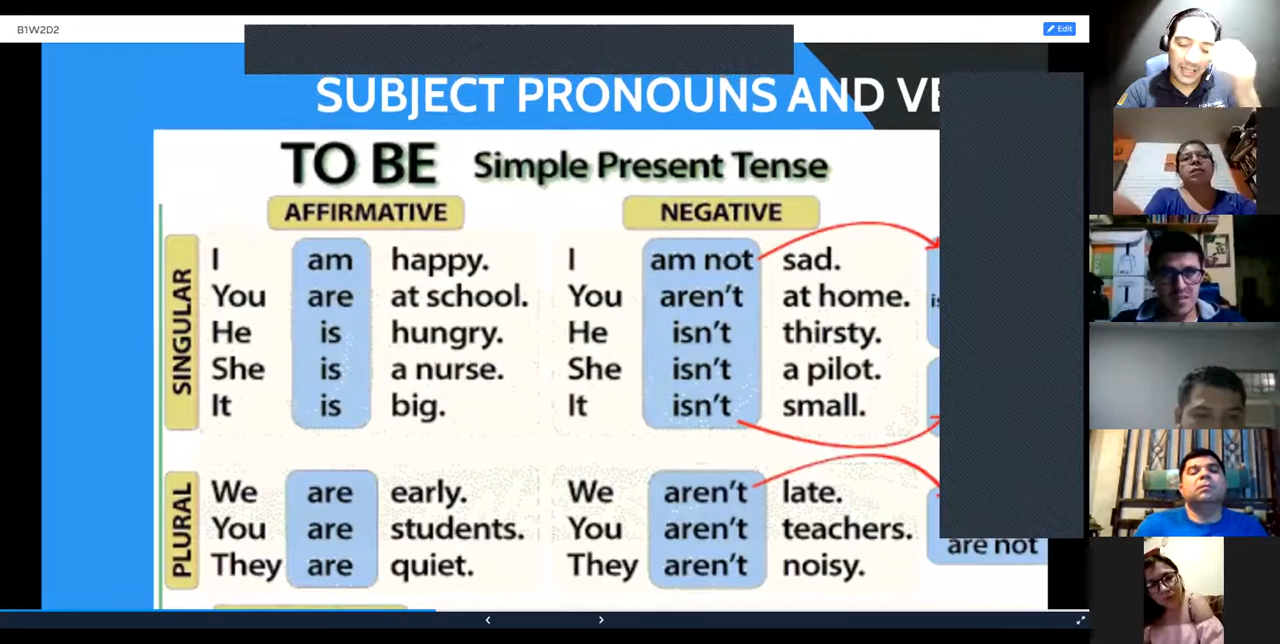 B1W2D2
Edit
SUBJECT PRONOUNS AND
TO BE Simple Present Tense
AFFIRMATIVE NEGATIVE
SINGULAR
I am happy. I am not sad.
You are at school. You aren't at home.
He is hungry. He isn't thirsty.
She is a nurse. She isn't a pilot.
It is big. It isn't small.
PLURAL
We are early. We aren't late.
You are students. You aren't teachers.
They are quiet. They aren't noisy.
are not